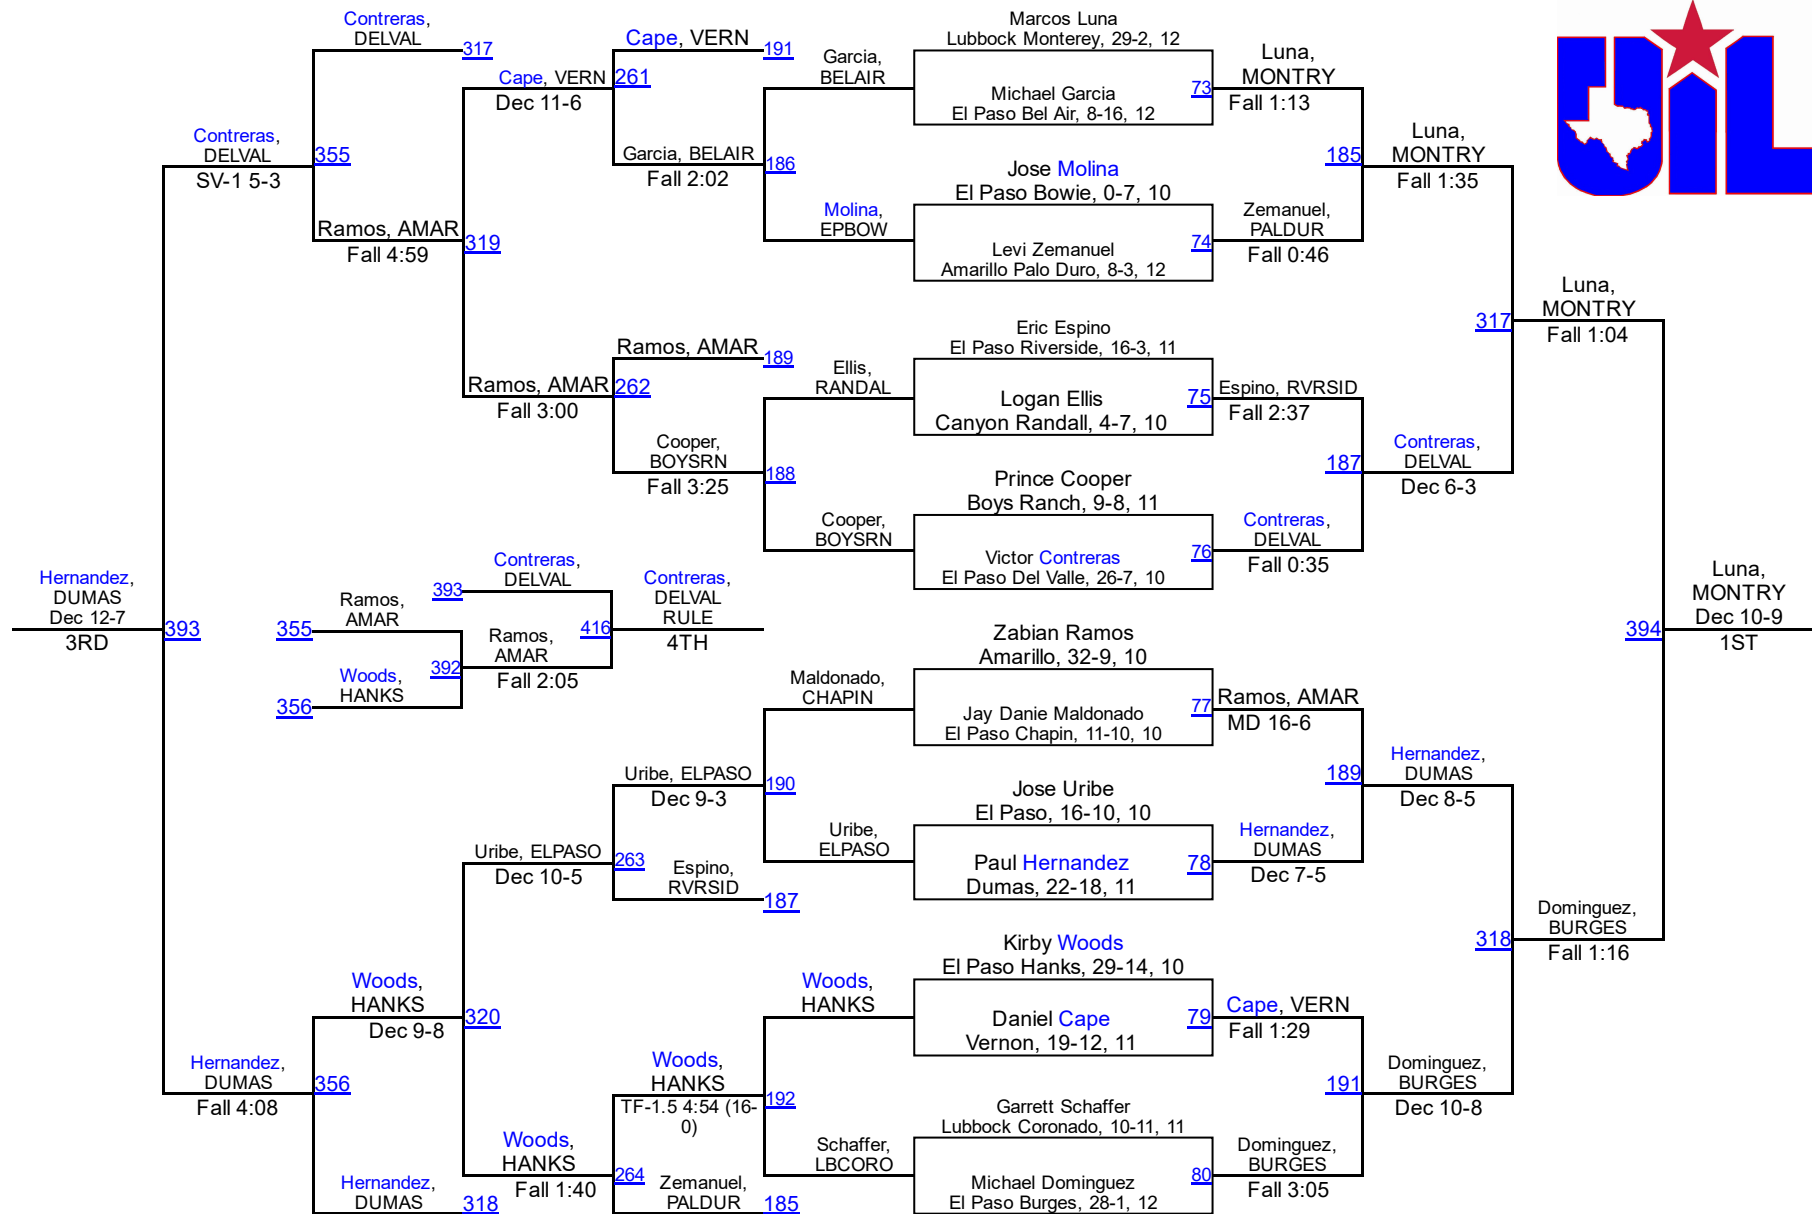 Contreras,
DELVAL
317
Cape, VERN
191
Cape, VERN
261
Dec 11-6
Garcia, BELAIR
186
Fall 2:02
Garcia,
BELAIR
Marcos Luna
Lubbock Monterey, 29-2, 12
Michael Garcia
El Paso Bel Air, 8-16, 12
73
Luna,
MONTRY
Fall 1:13
UIL
Contreras,
DELVAL
355
SV-1 5-3
Ramos, AMAR
319
Fall 4:59
Molina,
EPBOW
Jose Molina
El Paso Bowie, 0-7, 10
Levi Zemanuel
Amarillo Palo Duro, 8-3, 12
74
Zemanuel,
PALDUR
Fall 0:46
185
Luna,
MONTRY
Fall 1:35
Ramos, AMAR
189
Ramos, AMAR
262
Fall 3:00
Cooper,
BOYSRN
188
Fall 3:25
Ellis,
RANDAL
Eric Espino
El Paso Riverside, 16-3, 11
Logan Ellis
Canyon Randall, 4-7, 10
75
Espino, RVRSID
Fall 2:37
317
Luna,
MONTRY
Fall 1:04
Cooper,
BOYSRN
Prince Cooper
Boys Ranch, 9-8, 11
Victor Contreras
El Paso Del Valle, 26-7, 10
76
Contreras,
DELVAL
Fall 0:35
187
Contreras,
DELVAL
Dec 6-3
Hernandez,
DUMAS
Dec 12-7
3RD
393
Contreras,
DELVAL
393
Ramos,
AMAR
355
Woods,
HANKS
356
392
Ramos,
AMAR
Fall 2:05
416
Contreras,
DELVAL
RULE
4TH
394
Luna,
MONTRY
Dec 10-9
1ST
Maldonado,
CHAPIN
Zabian Ramos
Amarillo, 32-9, 10
Jay Danie Maldonado
El Paso Chapin, 11-10, 10
77
Ramos, AMAR
MD 16-6
Uribe, ELPASO
190
Dec 9-3
Uribe, ELPASO
263
Dec 10-5
Espino,
RVRSID
187
Uribe,
ELPASO
Jose Uribe
El Paso, 16-10, 10
Paul Hernandez
Dumas, 22-18, 11
78
Hernandez,
DUMAS
Dec 7-5
189
Hernandez,
DUMAS
Dec 8-5
318
Dominguez,
BURGES
Fall 1:16
Woods,
HANKS
320
Dec 9-8
Hernandez,
DUMAS
356
Fall 4:08
Woods,
HANKS
Kirby Woods
El Paso Hanks, 29-14, 10
Daniel Cape
Vernon, 19-12, 11
79
Cape, VERN
Fall 1:29
Woods,
HANKS
192
TF-1.5 4:54 (16-
0)
Woods,
HANKS
264
Fall 1:40
Schaffer,
LBCORO
Garrett Schaffer
Lubbock Coronado, 10-11, 11
Michael Dominguez
El Paso Burges, 28-1, 12
80
Dominguez,
BURGES
Fall 3:05
191
Dominguez,
BURGES
Dec 10-8
Hernandez,
DUMAS
318
Zemanuel,
PALDUR
185